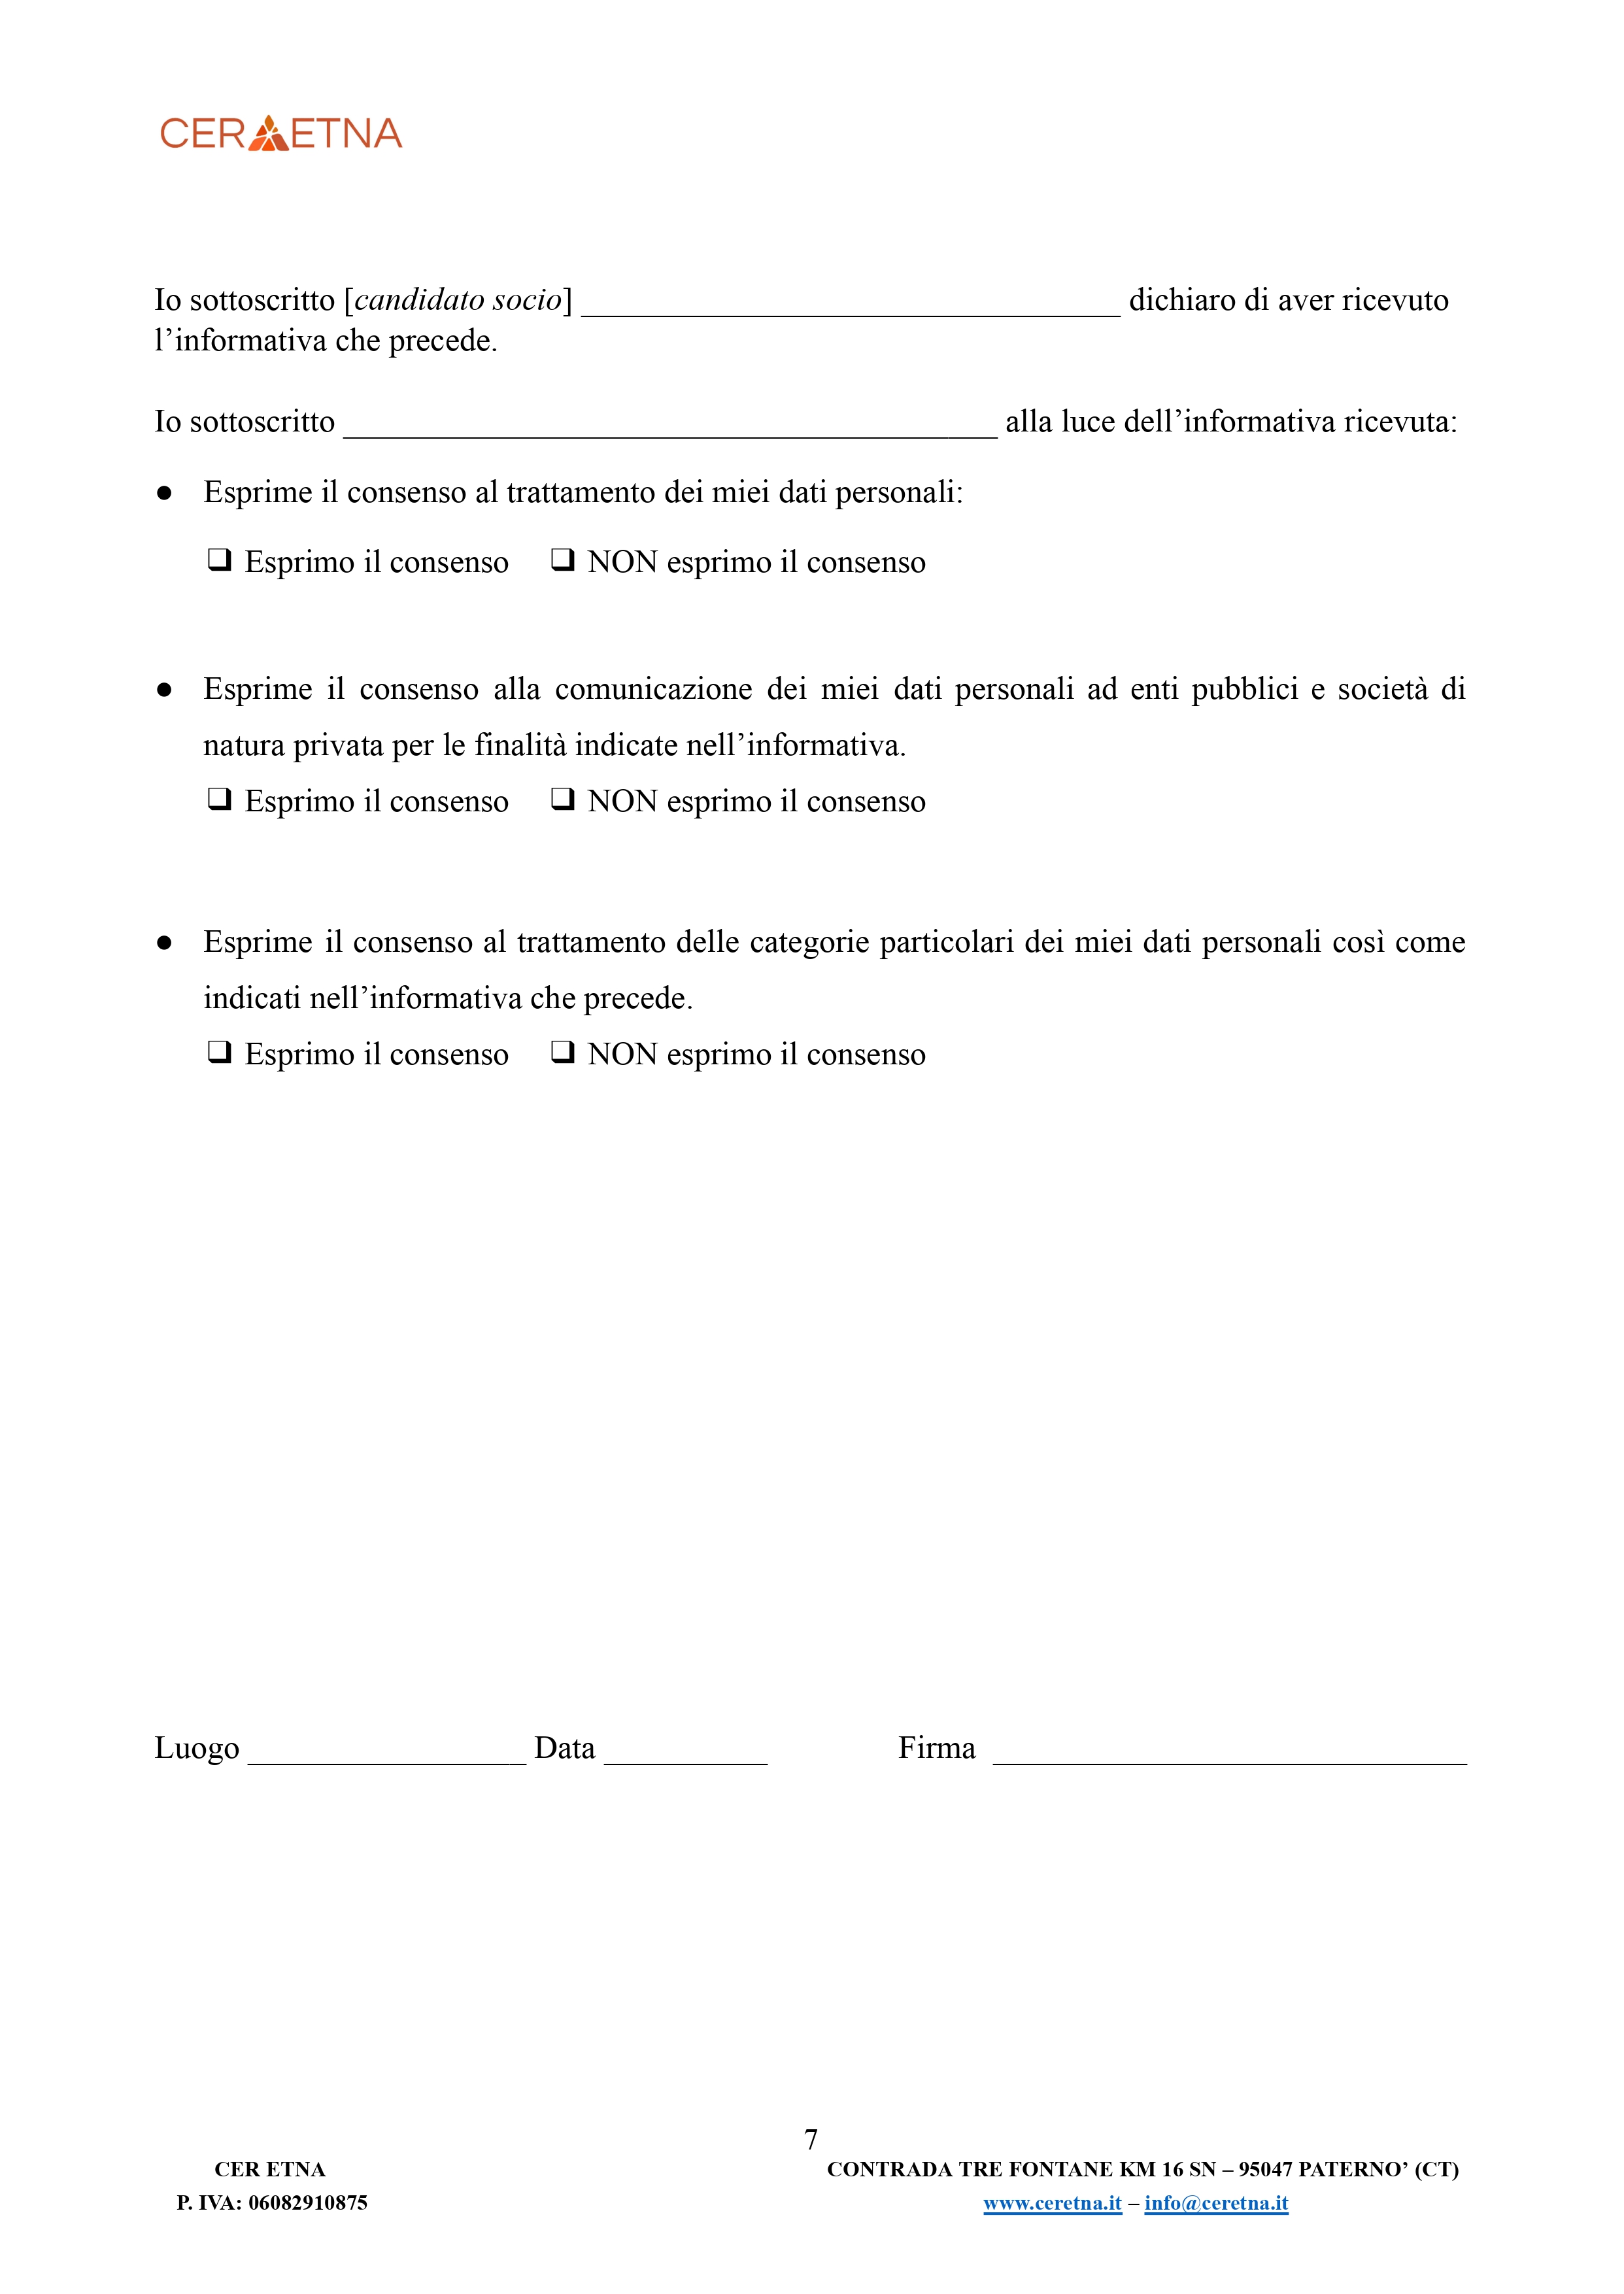 CER ETNA
Io sottoscritto [candidato socio] _________________________________ dichiaro di aver ricevuto
l’informativa che precede.
Io sottoscritto ________________________________________ alla luce dell’informativa ricevuta:
● Esprime il consenso al trattamento dei miei dati personali:
❑ Esprimo il consenso ❑ NON esprimo il consenso
● Esprime il consenso alla comunicazione dei miei dati personali ad enti pubblici e società di
natura privata per le finalità indicate nell’informativa.
❑ Esprimo il consenso ❑ NON esprimo il consenso
● Esprime il consenso al trattamento delle categorie particolari dei miei dati personali così come
indicati nell’informativa che precede.
❑ Esprimo il consenso ❑ NON esprimo il consenso
Luogo _________________ Data __________ Firma _____________________________
7
CER ETNA CONTRADA TRE FONTANE KM 16 SN – 95047 PATERNO’ (CT)
P. IVA: 06082910875 www.ceretna.it – info@ceretna.it